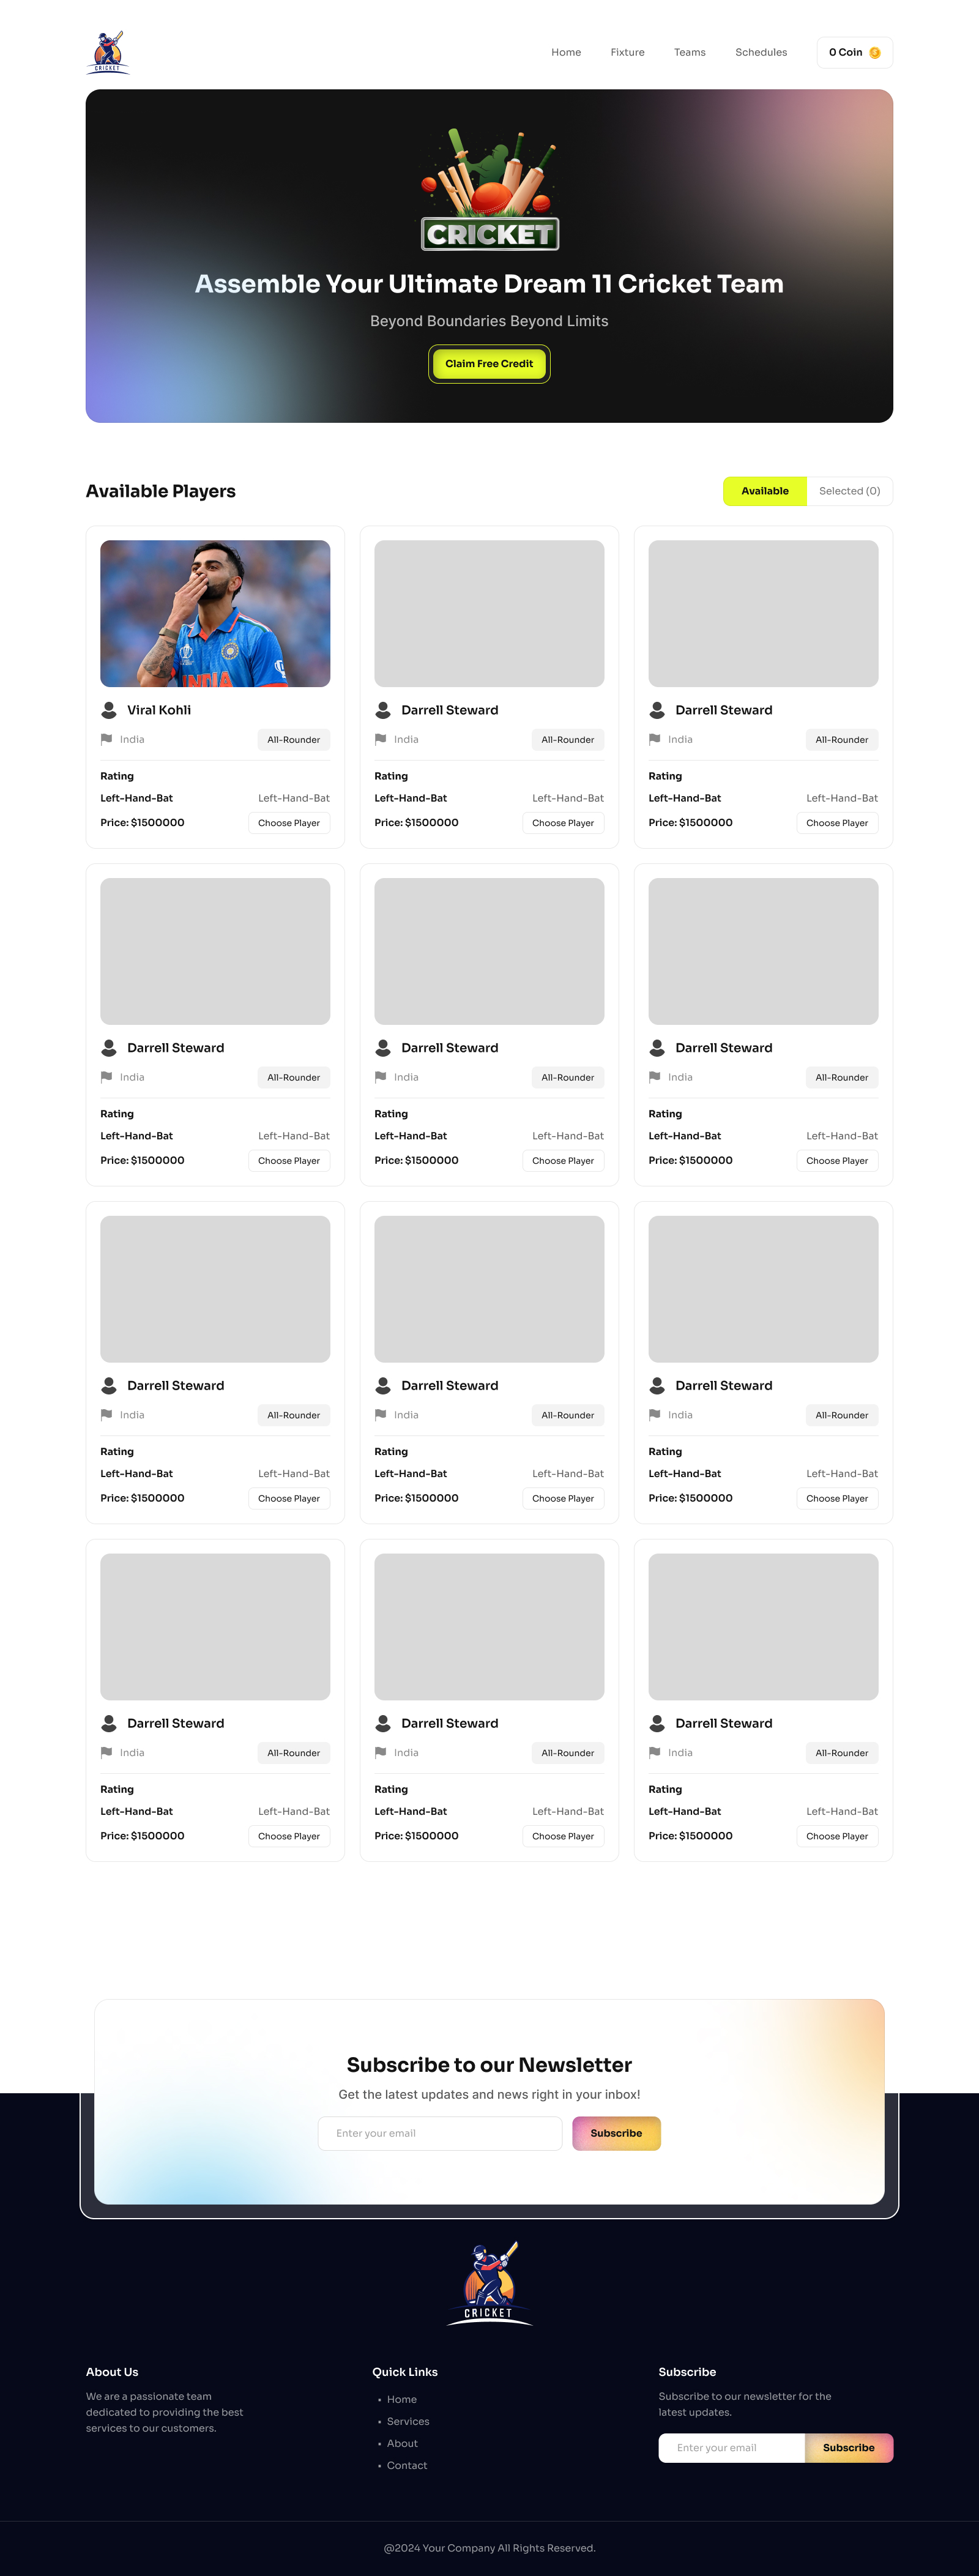 CRICKET
Home Fixture Teams Schedules 0 Coin
CRICKET
Assemble Your Ultimate Dream 11 Cricket Team
Beyond Boundaries Beyond Limits
Claim Free Credit
Available Players
Available Selected (0)
INDIA
Viral Kohli
India All-Rounder
Rating
Left-Hand-Bat Left-Hand-Bat
Price: $1500000 Choose Player
Darrell Steward
India All-Rounder
Rating
Left-Hand-Bat Left-Hand-Bat
Price: $1500000 Choose Player
Darrell Steward
India All-Rounder
Rating
Left-Hand-Bat Left-Hand-Bat
Price: $1500000 Choose Player
Darrell Steward
India All-Rounder
Rating
Left-Hand-Bat Left-Hand-Bat
Price: $1500000 Choose Player
Darrell Steward
India All-Rounder
Rating
Left-Hand-Bat Left-Hand-Bat
Price: $1500000 Choose Player
Darrell Steward
India All-Rounder
Rating
Left-Hand-Bat Left-Hand-Bat
Price: $1500000 Choose Player
Darrell Steward
India All-Rounder
Rating
Left-Hand-Bat Left-Hand-Bat
Price: $1500000 Choose Player
Darrell Steward
India All-Rounder
Rating
Left-Hand-Bat Left-Hand-Bat
Price: $1500000 Choose Player
Darrell Steward
India All-Rounder
Rating
Left-Hand-Bat Left-Hand-Bat
Price: $1500000 Choose Player
Darrell Steward
India All-Rounder
Rating
Left-Hand-Bat Left-Hand-Bat
Price: $1500000 Choose Player
Darrell Steward
India All-Rounder
Rating
Left-Hand-Bat Left-Hand-Bat
Price: $1500000 Choose Player
Darrell Steward
India All-Rounder
Rating
Left-Hand-Bat Left-Hand-Bat
Price: $1500000 Choose Player
Subscribe to our Newsletter
Get the latest updates and news right in your inbox!
Enter your email Subscribe
CRICKET
About Us
We are a passionate team
dedicated to providing the best
services to our customers.
Quick Links
• Home
• Services
• About
• Contact
Subscribe
Subscribe to our newsletter for the
latest updates.
Enter your email Subscribe
@2024 Your Company All Rights Reserved.